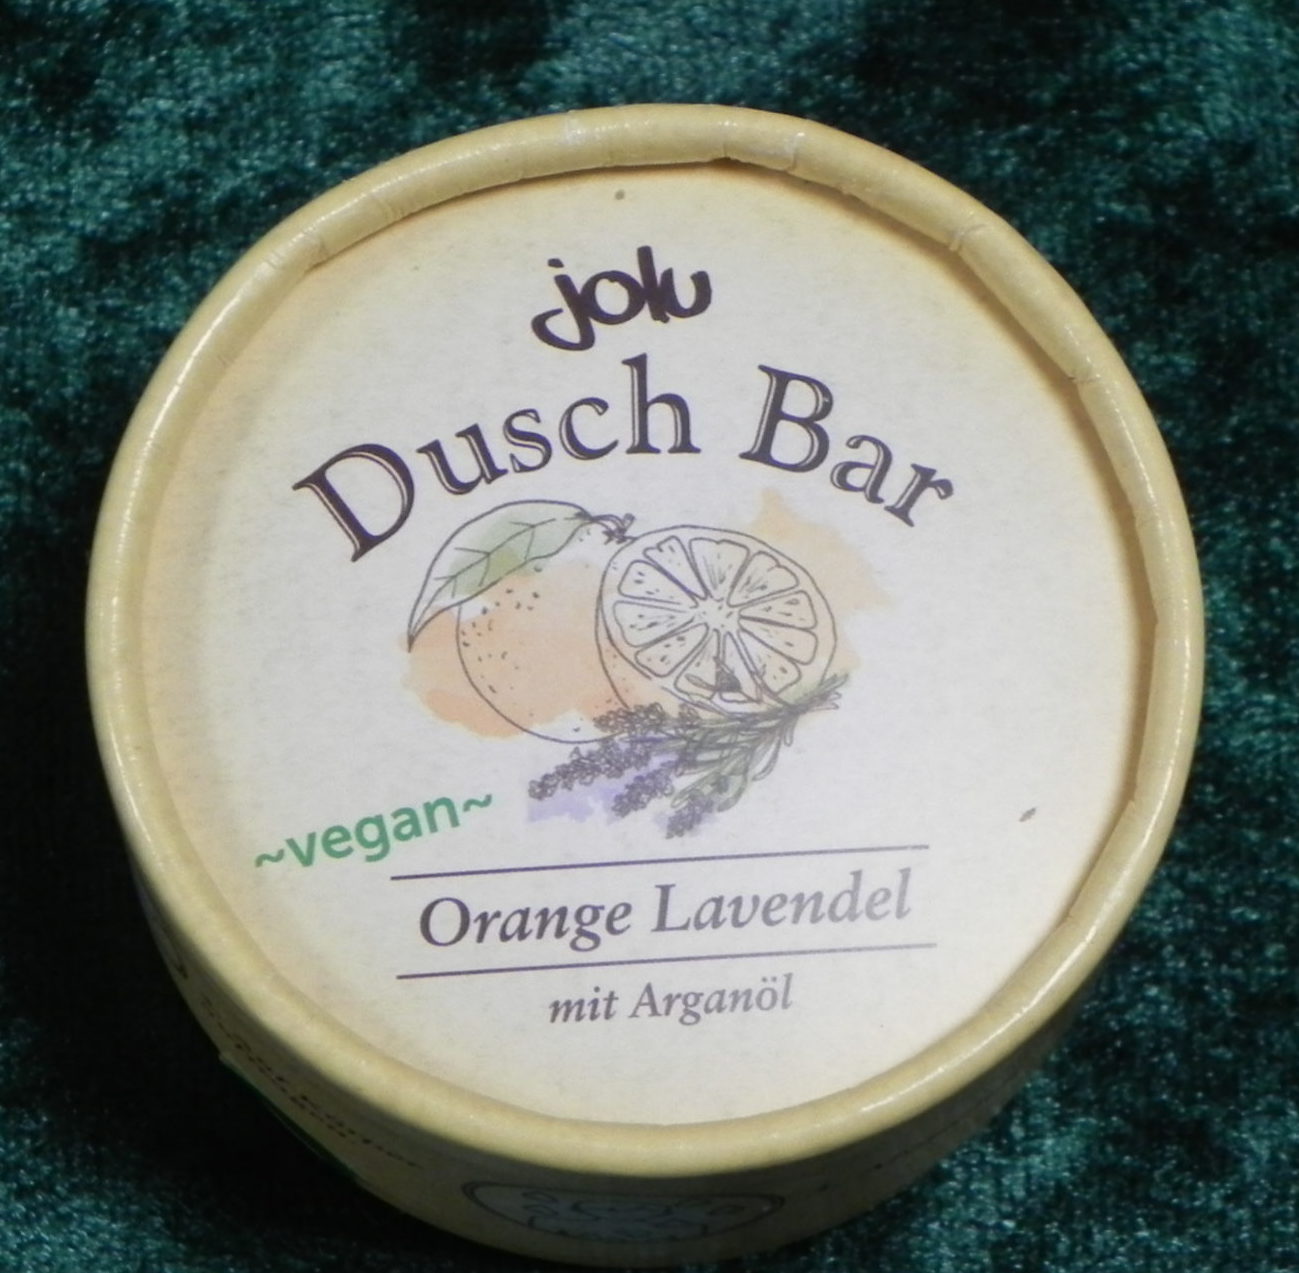 jolu
Dusch Bar
~vegan~
Orange Lavendel
mit Arganöl